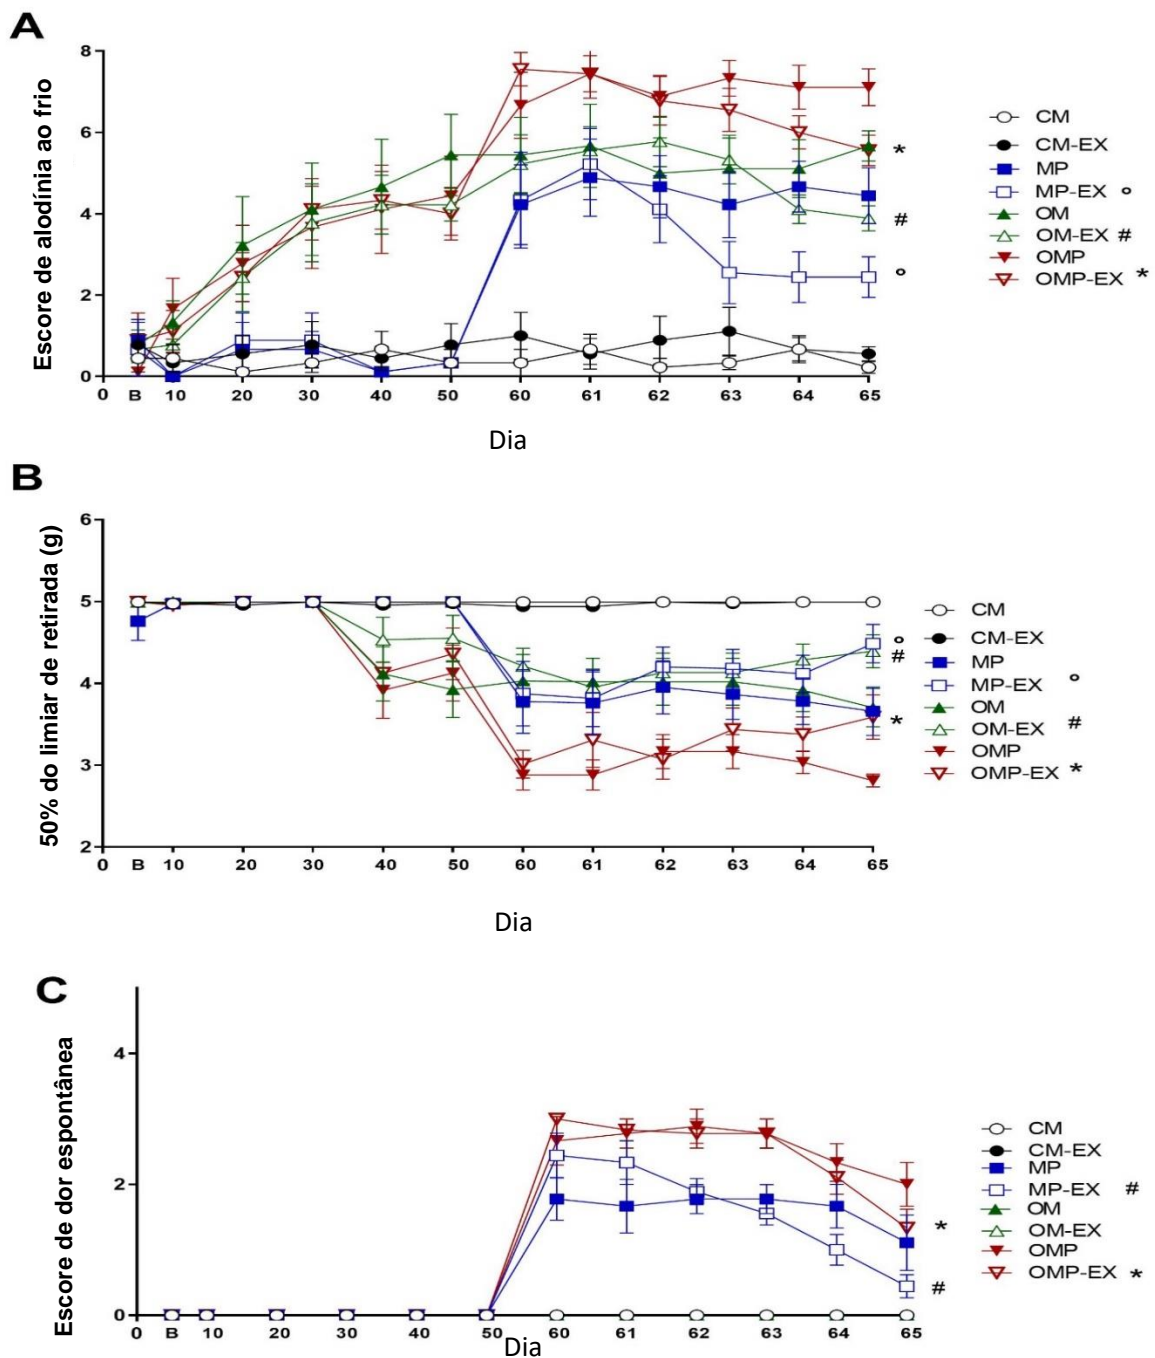 A
Escore de alodínia ao frio
8
6
4
2
0
0 B 10 20 30 40 50 60 61 62 63 64 65
Dia
*
#
°
CM
CM-EX
MP
MP-EX °
OM
OM-EX #
OMP
OMP-EX *
B
50% do limiar de retirada (g)
6
5
4
3
2
0 B 10 20 30 40 50 60 61 62 63 64 65
Dia
°
#
*
CM
CM-EX
MP
MP-EX °
OM
OM-EX #
OMP
OMP-EX *
C
Escore de dor espontânea
4
2
0
0 B 10 20 30 40 50 60 61 62 63 64 65
Dia
*
#
CM
CM-EX
MP
MP-EX #
OM
OM-EX
OMP
OMP-EX *